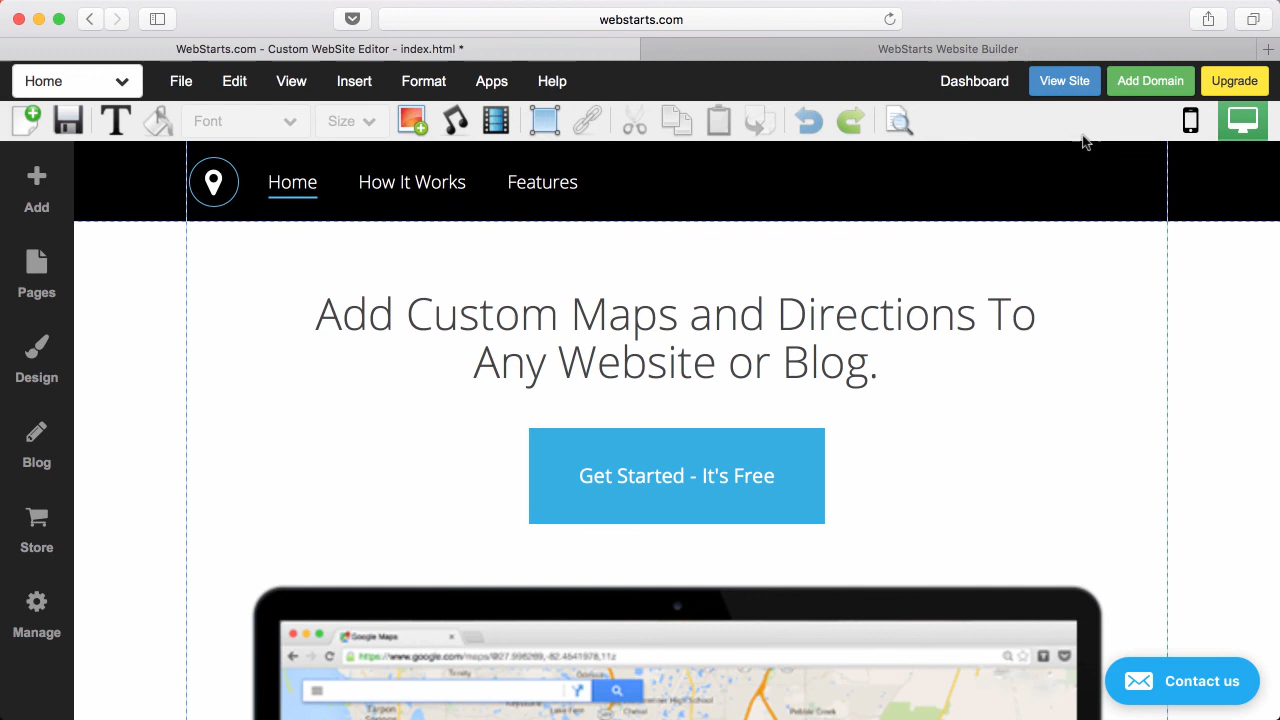 webstarts.com
WebStarts.com - Custom WebSite Editor - index.html *
WebStarts Website Builder
Home
File
Edit
View
Insert
Format
Apps
Help
Dashboard
View Site
Add Domain
Upgrade
Font
Size
Add
Pages
Design
Blog
Store
Manage
Home
How It Works
Features
Add Custom Maps and Directions To
Any Website or Blog.
Get Started - It's Free
Google Maps
Contact us